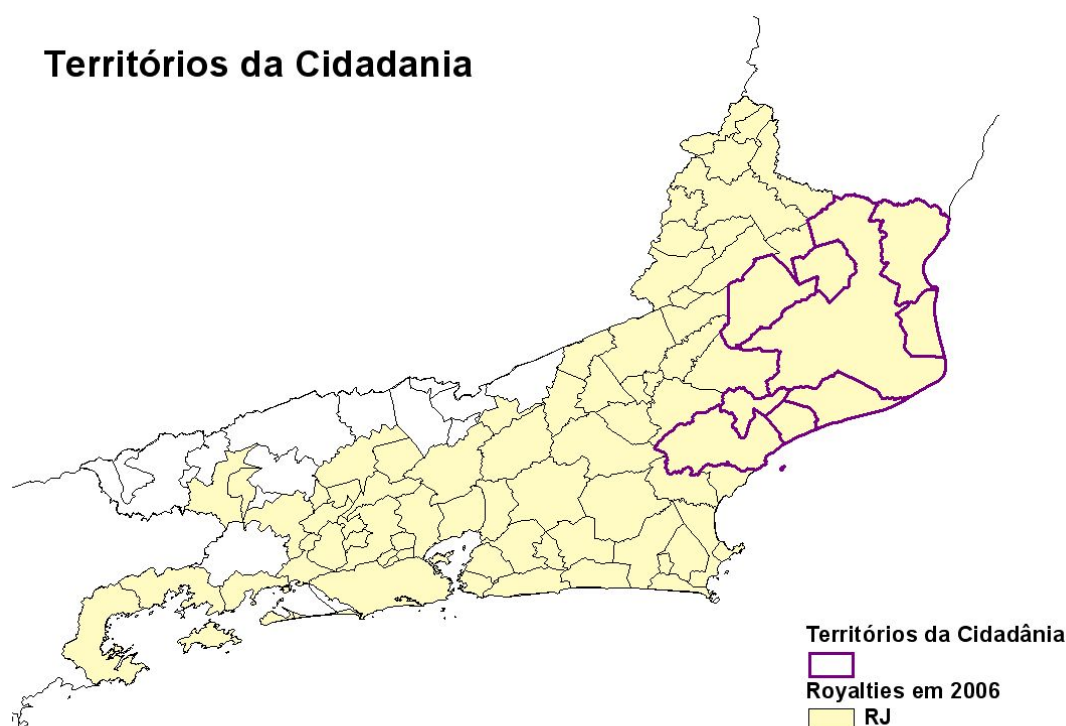 Territórios da Cidadania
Territórios da Cidadânia
Royalties em 2006
RJ